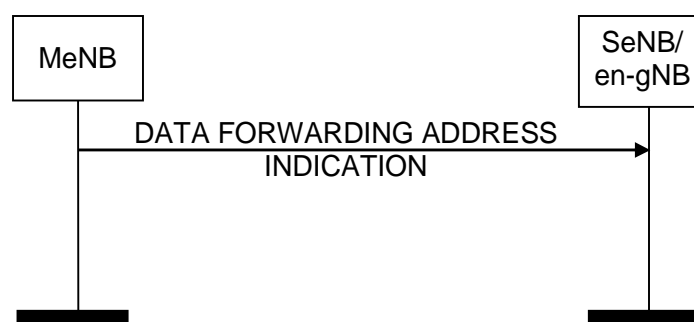 MeNB
SeNB/
en-gNB
DATA FORWARDING ADDRESS
INDICATION